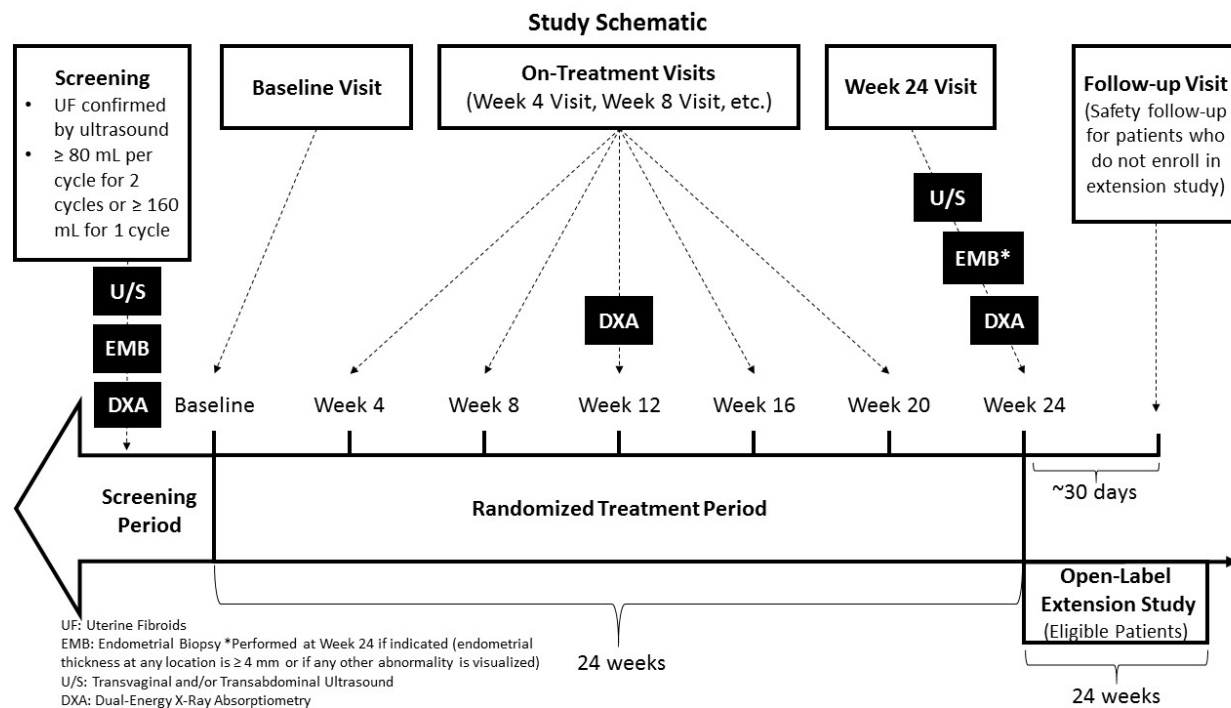 Study Schematic
Screening
• UF confirmed
by ultrasound
• ≥ 80 mL per
cycle for 2
cycles or ≥ 160
mL for 1 cycle
Baseline Visit
On-Treatment Visits
(Week 4 Visit, Week 8 Visit, etc.)
Week 24 Visit
Follow-up Visit
(Safety follow-up
for patients who
do not enroll in
extension study)
U/S
EMB
DXA
DXA
U/S
EMB*
DXA
Baseline
Week 4
Week 8
Week 12
Week 16
Week 20
Week 24
Screening
Period
Randomized Treatment Period
~30 days
Open-Label
Extension Study
(Eligible Patients)
24 weeks
24 weeks
UF: Uterine Fibroids
EMB: Endometrial Biopsy *Performed at Week 24 if indicated (endometrial
thickness at any location is ≥ 4 mm or if any other abnormality is visualized)
U/S: Transvaginal and/or Transabdominal Ultrasound
DXA: Dual-Energy X-Ray Absorptiometry